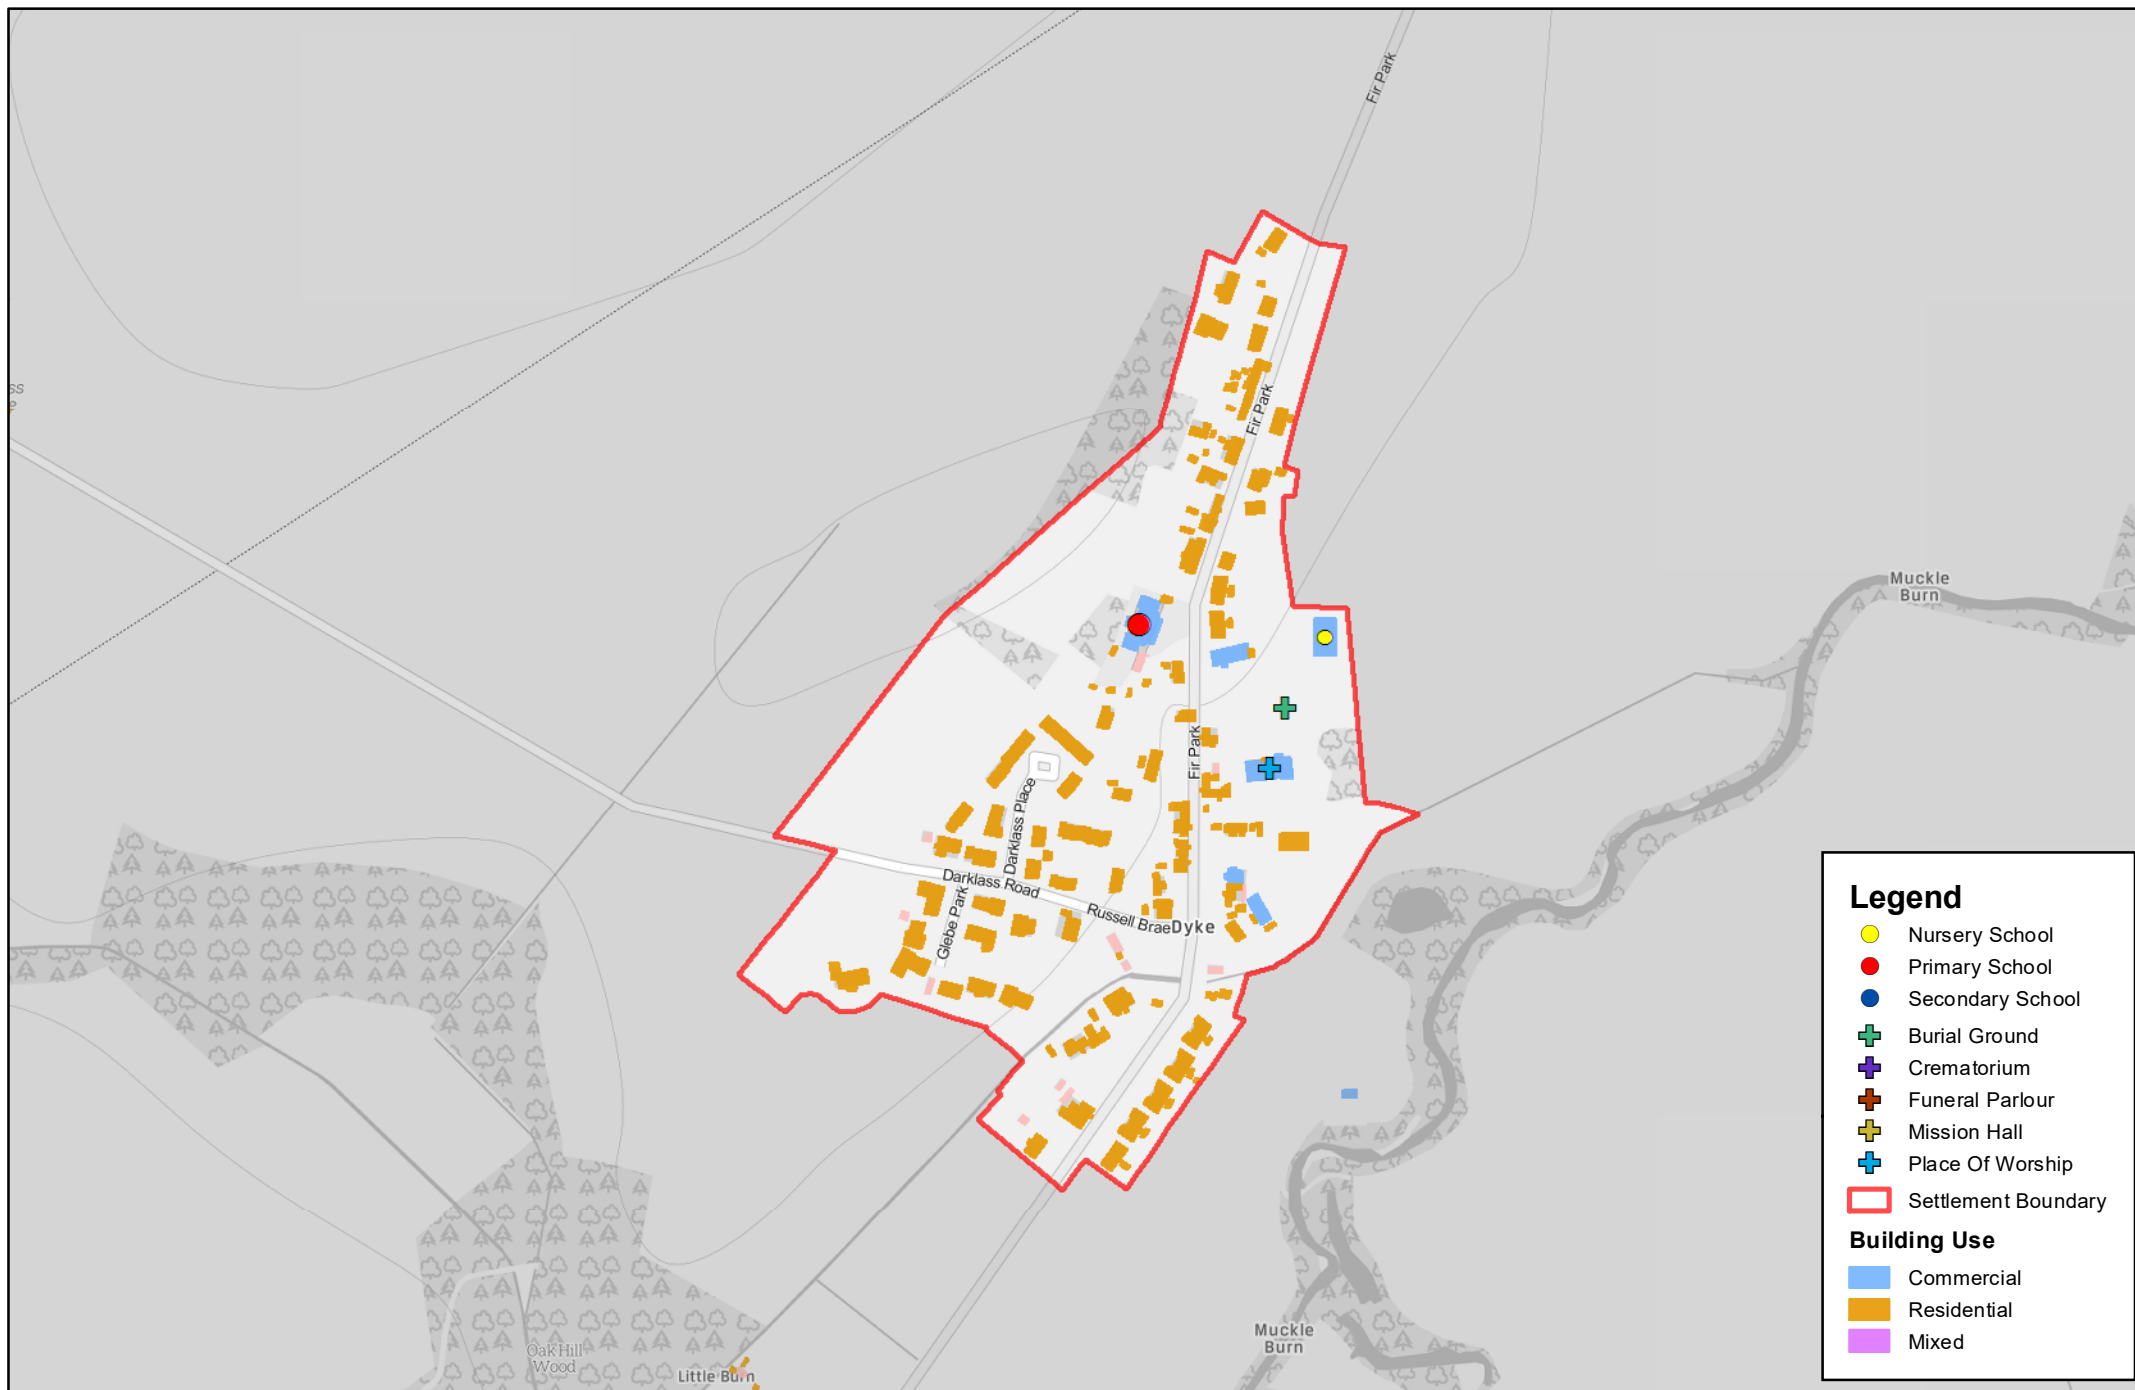 Fir Park
ss
Fir Park
Muckle
Burn
Fir Park
Darklass Place
Darklass Road
Glebe Park
Russell Brae
Dyke
Oak Hill
Wood
Little Burn
Muckle
Burn
Legend
Nursery School
Primary School
Secondary School
Burial Ground
Crematorium
Funeral Parlour
Mission Hall
Place Of Worship
Settlement Boundary
Building Use
Commercial
Residential
Mixed